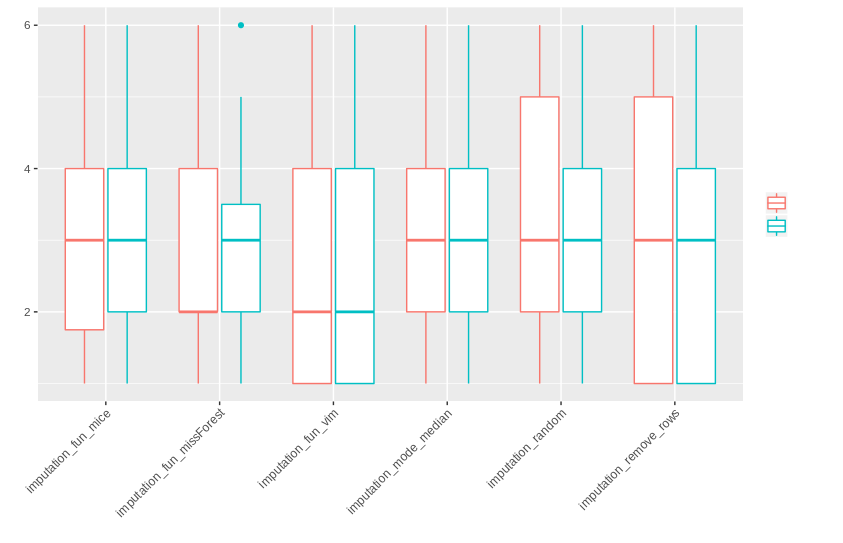 6
4
2
imputation_fun_mice
imputation_fun_missForest
imputation_fun_vim
imputation_mode_median
imputation_random
imputation_remove_rows